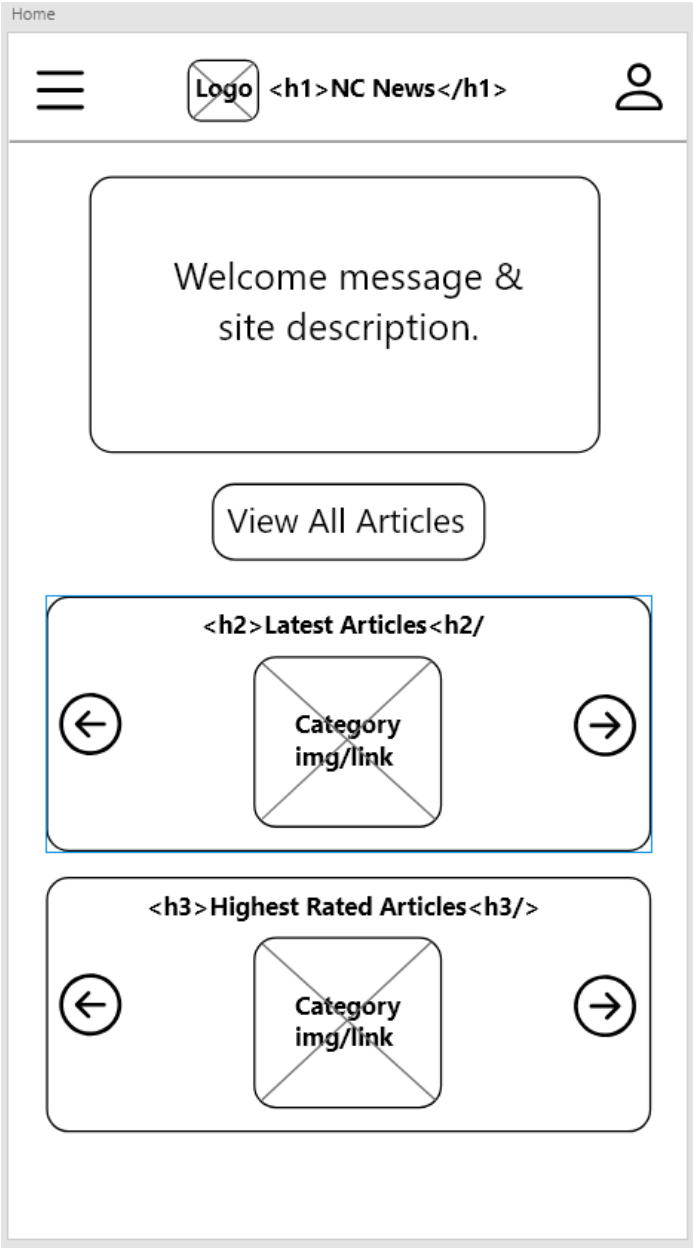 Home
Logo <h1>NC News</h1>
Welcome message &
site description.
View All Articles
<h2>Latest Articles<h2/
Category
img/link
<h3>Highest Rated Articles<h3/>
Category
img/link